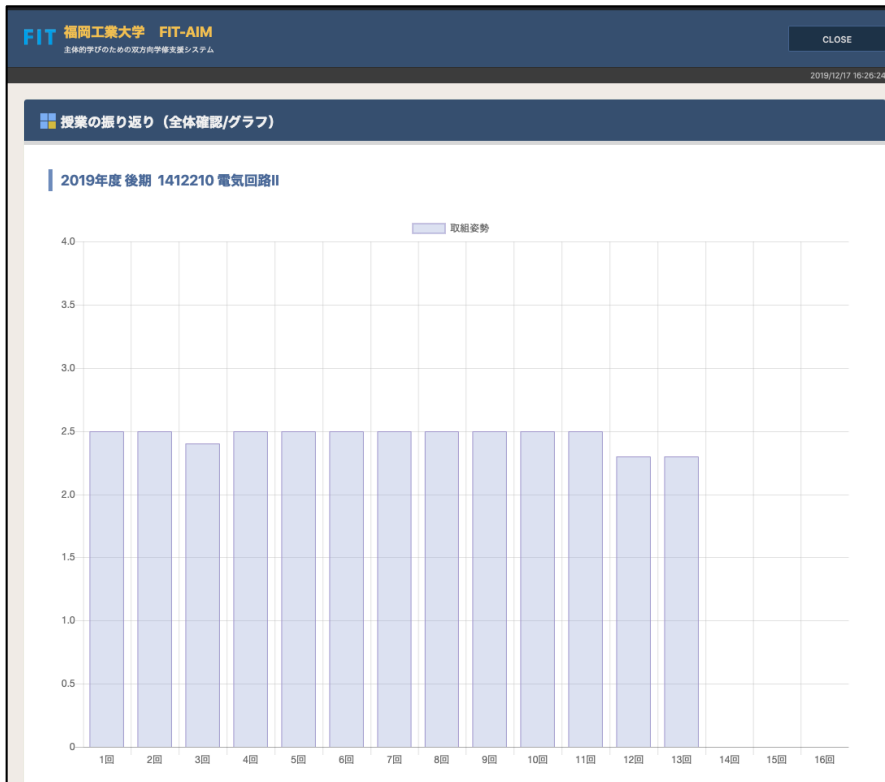 FIT 福岡工業大学 FIT-AIM
主体的学びのための双方向学修支援システム
CLOSE
2019/12/17 16:26:24
授業の振り返り（全体確認/グラフ）
2019年度 後期 1412210 電気回路II
取組姿勢
4.0
3.5
3.0
2.5
2.0
1.5
1.0
0.5
0
1回 2回 3回 4回 5回 6回 7回 8回 9回 10回 11回 12回 13回 14回 15回 16回